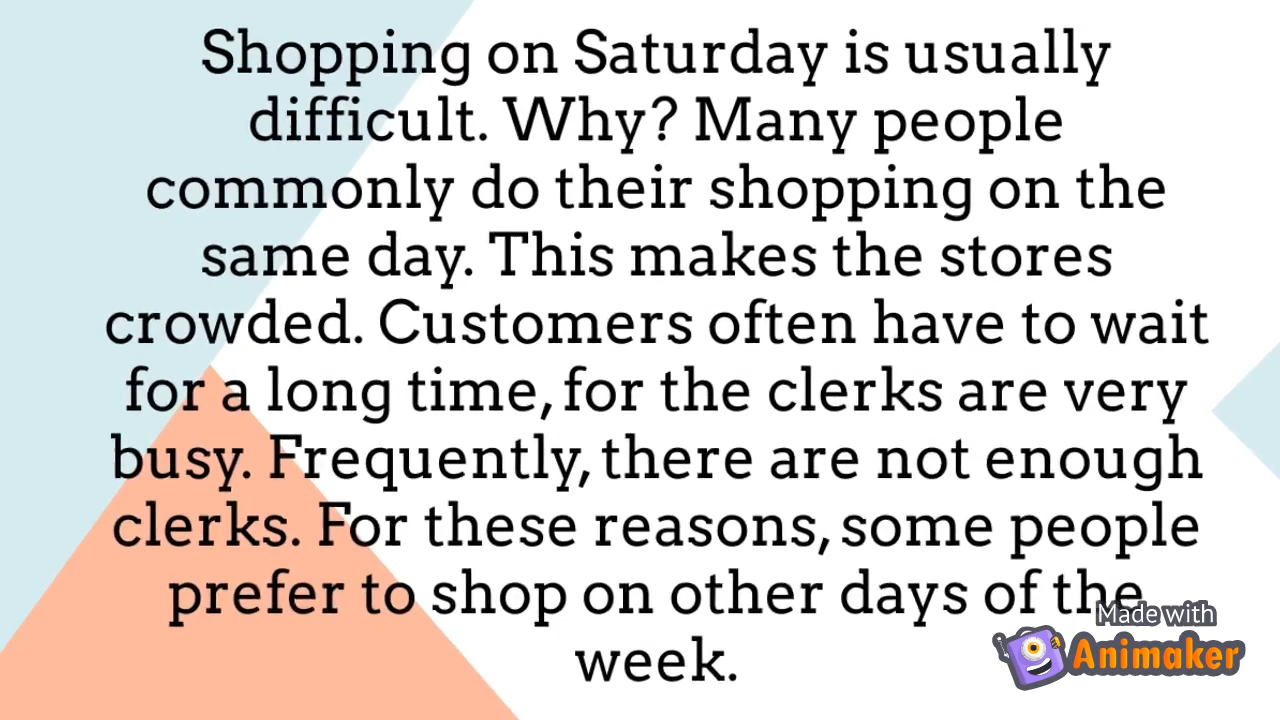 Shopping on Saturday is usually
difficult. Why? Many people
commonly do their shopping on the
same day. This makes the stores
crowded. Customers often have to wait
for a long time, for the clerks are very
busy. Frequently, there are not enough
clerks. For these reasons, some people
prefer to shop on other days of the
week.
Made with
Animaker